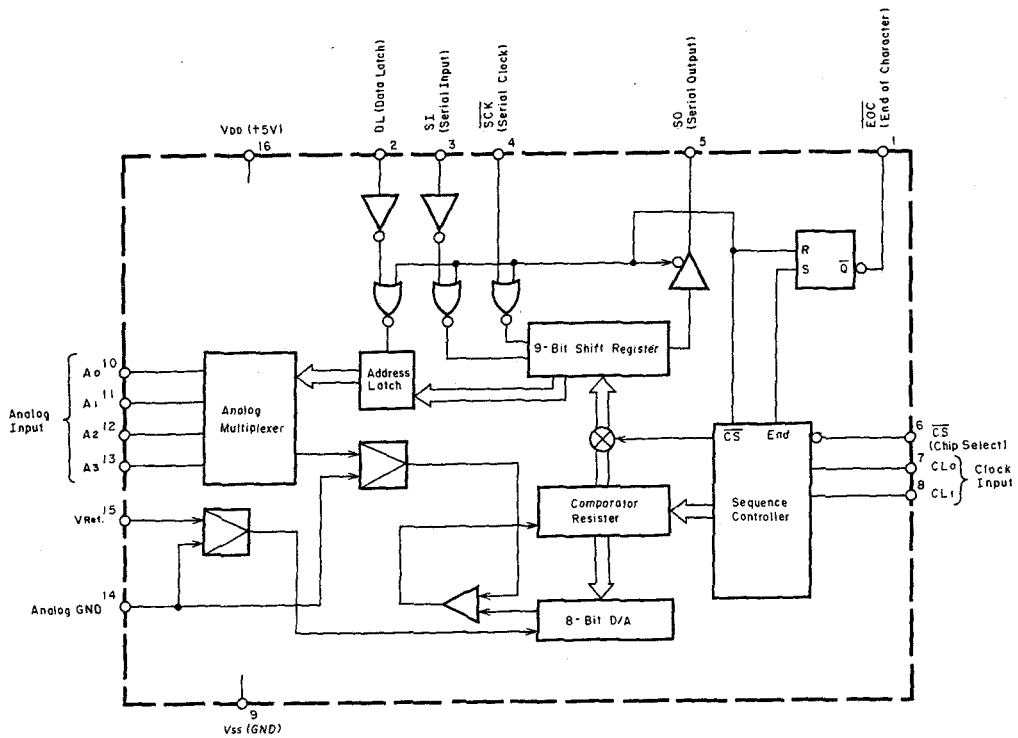 VDD (+5V)
16
DL (Data Latch)
2
SI (Serial Input)
3
SCK (Serial Clock)
4
SO (Serial Output)
5
EOC (End of Character)
1
R
S
Q
9-Bit Shift Register
Address
Latch
Analog
Input
A0 10
A1 11
A2 12
A3 13
Analog
Multiplexer
CS
End
6
CS
(Chip Select)
7
CL0
8
CL1
Clock
Input
Sequence
Controller
Comparator
Register
VRef. 15
Analog GND 14
8-Bit D/A
9
Vss (GND)